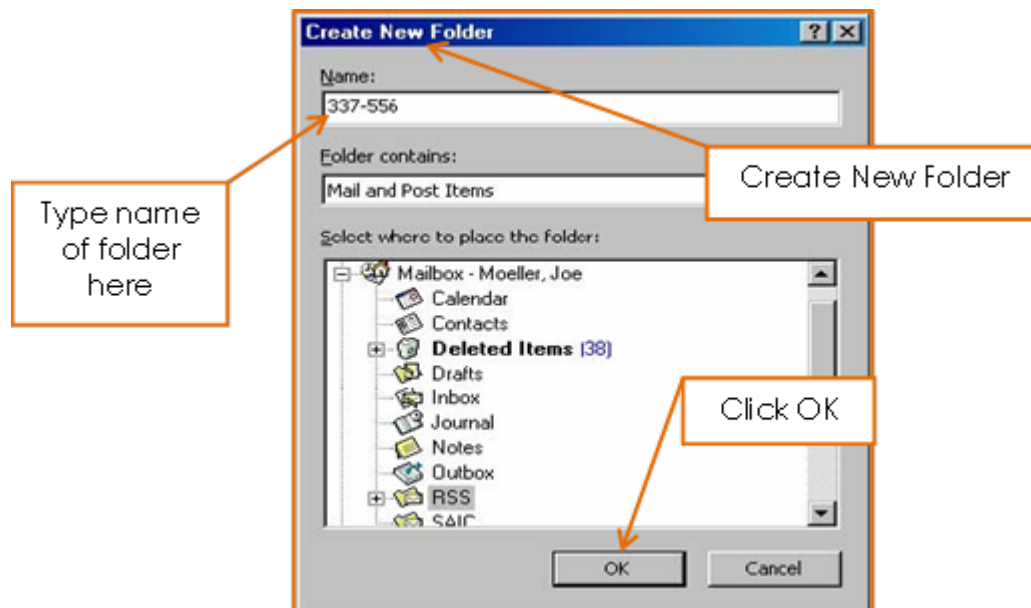 Create New Folder
Name:
337-556
Folder contains:
Mail and Post Items
Create New Folder
Type name
of folder
here
Select where to place the folder:
Mailbox - Moeller, Joe
Calendar
Contacts
Deleted Items (38)
Drafts
Inbox
Journal
Notes
Outbox
RSS
SAIC
Click OK
OK
Cancel